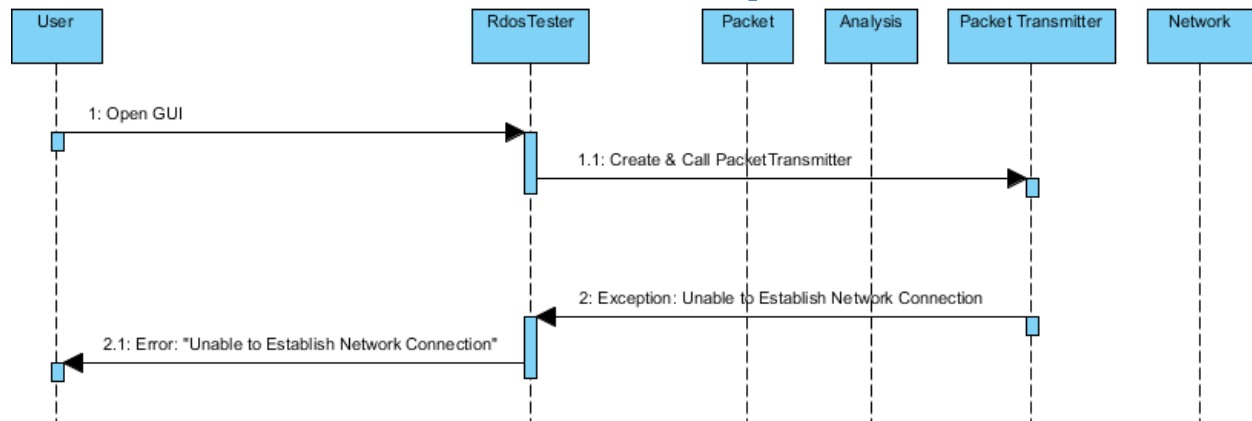 User
RdosTester
Packet
Analysis
Packet Transmitter
Network
1: Open GUI
1.1: Create & Call PacketTransmitter
2: Exception: Unable to Establish Network Connection
2.1: Error: "Unable to Establish Network Connection"